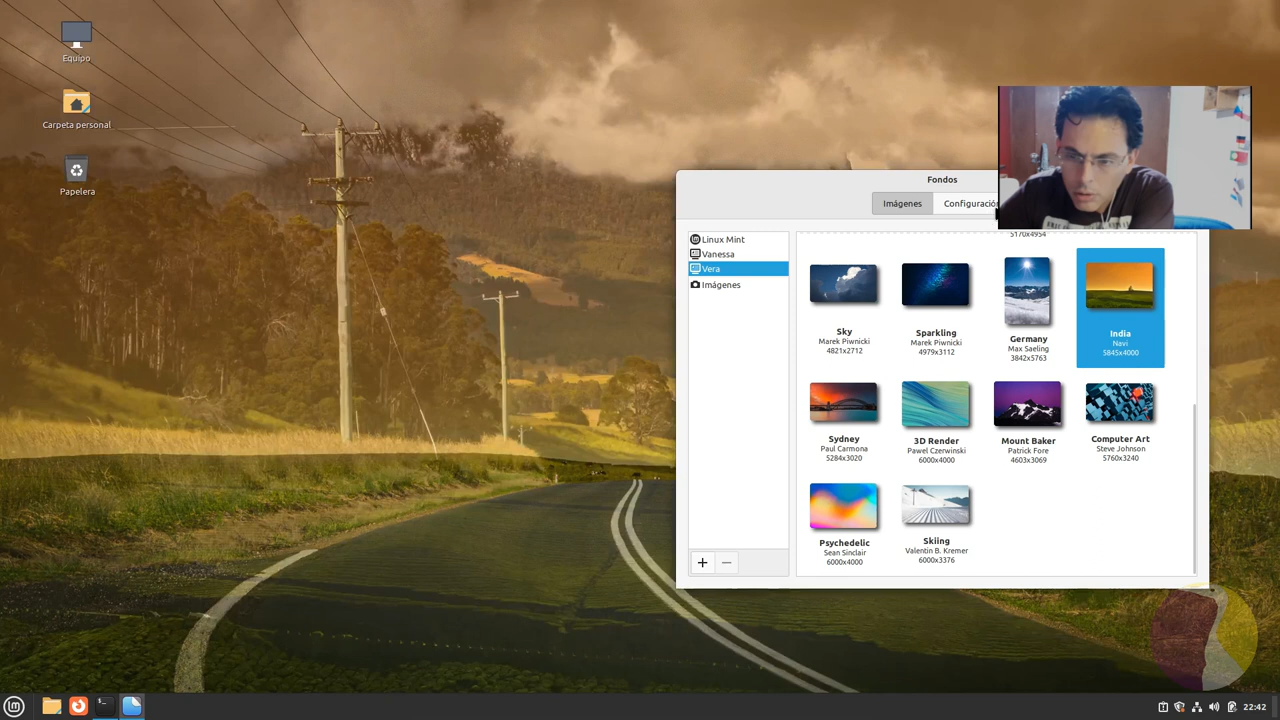 Equipo
Carpeta personal
Papelera
Fondos
Imágenes
Configuración
Linux Mint
Vanessa
Vera
Imágenes
5170x4954
Sky
Marek Piwnicki
4821x2712
Sparkling
Marek Piwnicki
4979x3112
Germany
Max Saeling
3842x5763
India
Navi
5845x4000
Sydney
Paul Carmona
5284x3020
3D Render
Pawel Czerwinski
6000x4000
Mount Baker
Patrick Fore
4603x3069
Computer Art
Steve Johnson
5760x3240
Psychedelic
Sean Sinclair
6000x4000
Skiing
Valentin B. Kremer
6000x3376
22:42